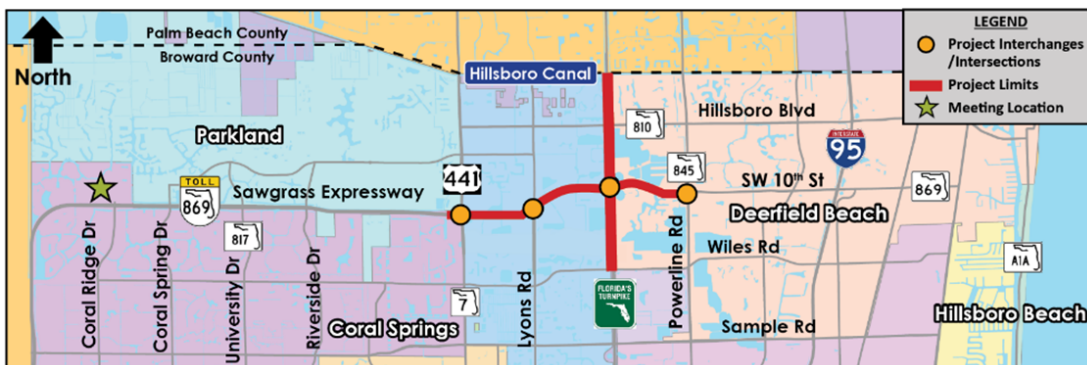 Palm Beach County
Broward County
North
Hillsboro Canal
LEGEND
Project Interchanges
/Intersections
Project Limits
Meeting Location
Parkland
810
Hillsboro Blvd
INTERSTATE
95
441
845
TOLL
869
Sawgrass Expressway
SW 10th St
869
Deerfield Beach
817
Wiles Rd
A1A
Coral Ridge Dr
Coral Spring Dr
University Dr
Riverside Dr
7
Lyons Rd
FLORIDA'S
TURNPIKE
Powerline Rd
Coral Springs
Sample Rd
Hillsboro Beach